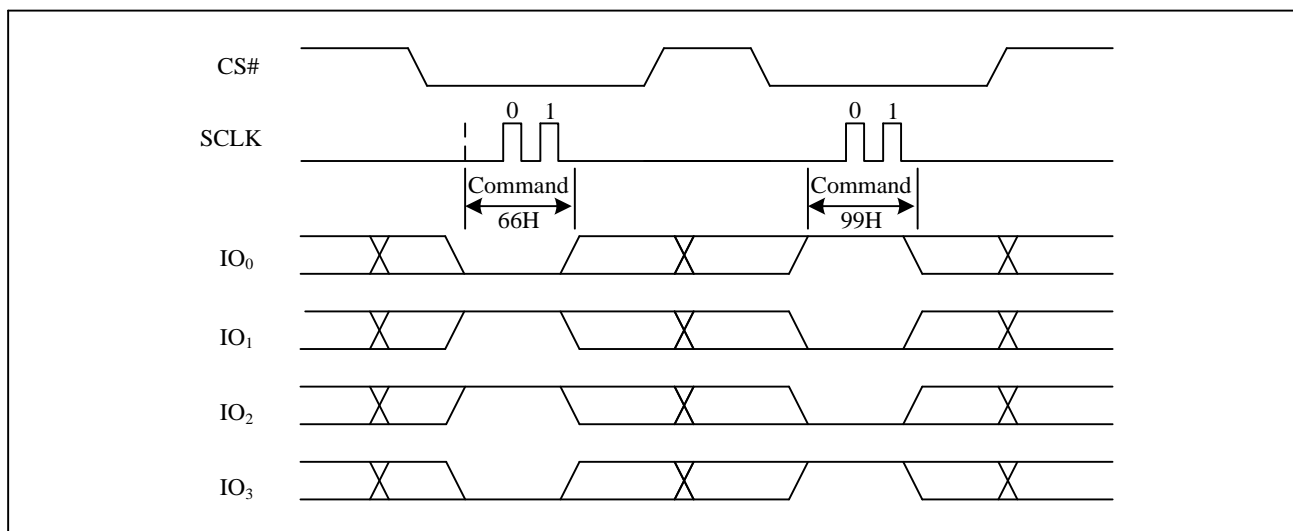 CS#
0 1 0 1
SCLK
Command Command
66H 99H
IO0
IO1
IO2
IO3